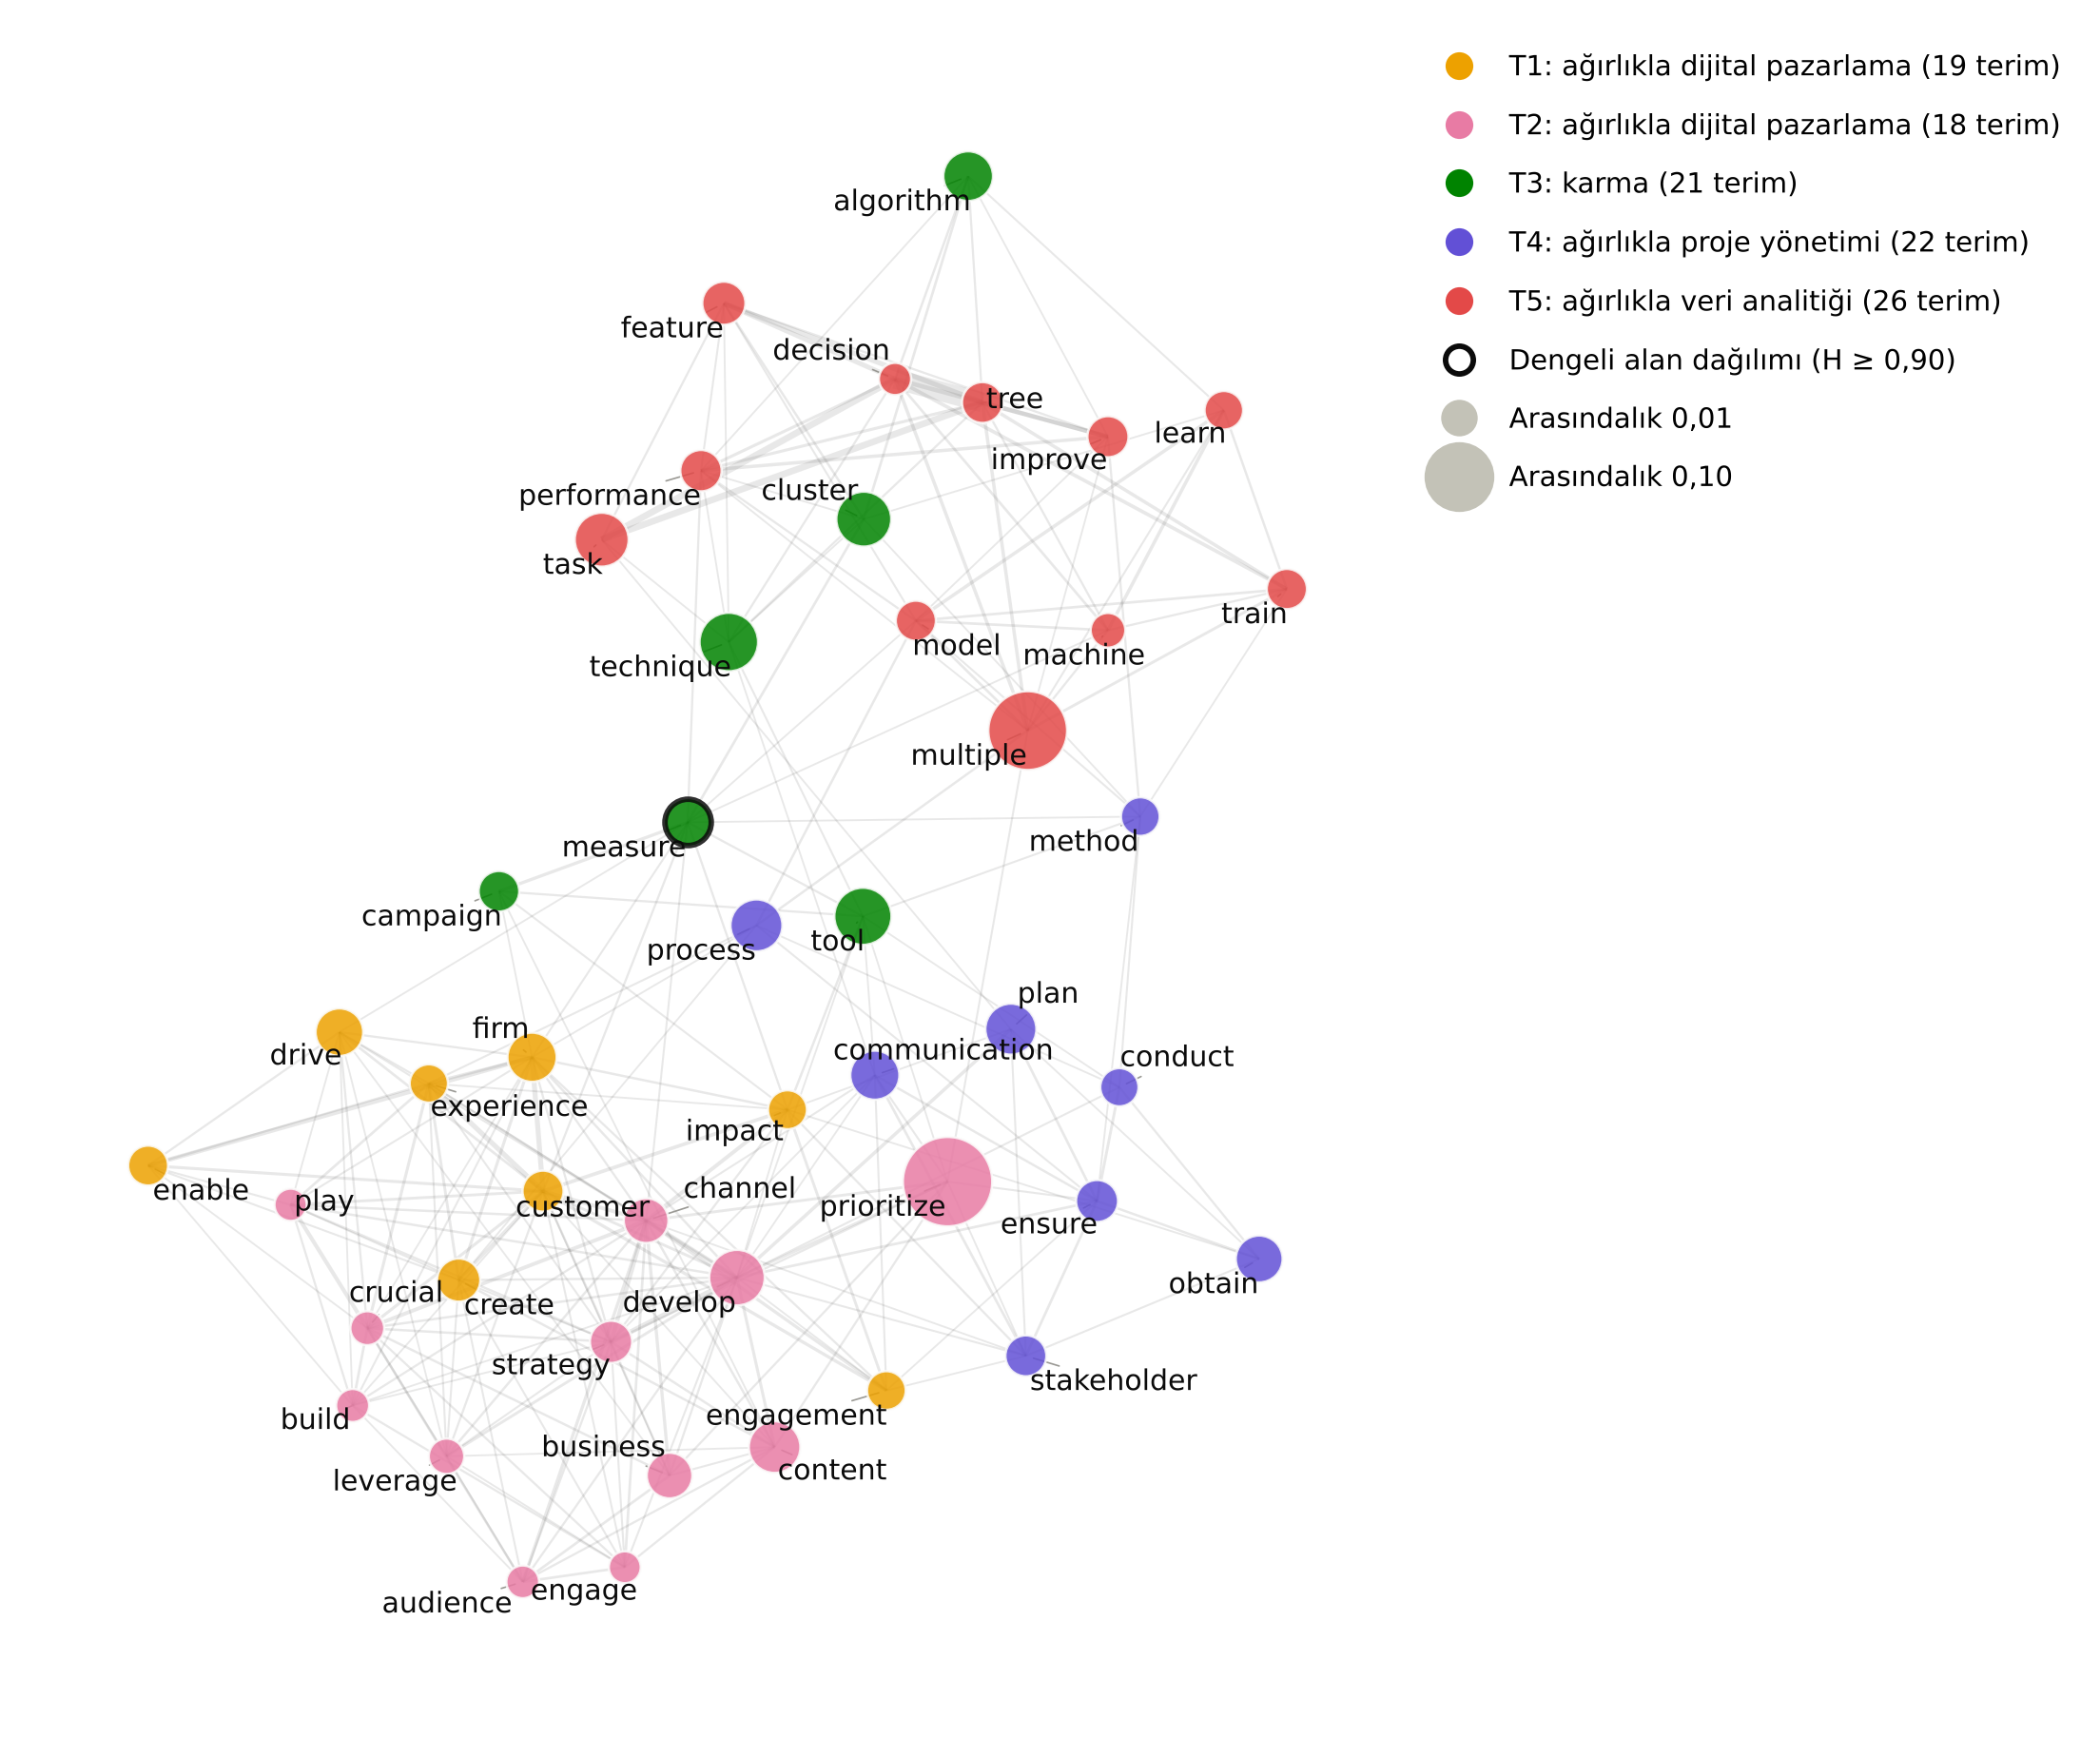 T1: ağırlıkla dijital pazarlama (19 terim)
T2: ağırlıkla dijital pazarlama (18 terim)
T3: karma (21 terim)
T4: ağırlıkla proje yönetimi (22 terim)
T5: ağırlıkla veri analitiği (26 terim)
Dengeli alan dağılımı (H ≥ 0,90)
Arasındalık 0,01
Arasındalık 0,10
algorithm
feature
decision
tree
learn
improve
performance
cluster
task
train
technique
model
machine
multiple
measure
method
campaign
process
tool
plan
drive
firm
communication
conduct
experience
impact
enable
play
customer
channel
prioritize
ensure
crucial
create
develop
obtain
strategy
stakeholder
build
engagement
business
content
leverage
audience
engage